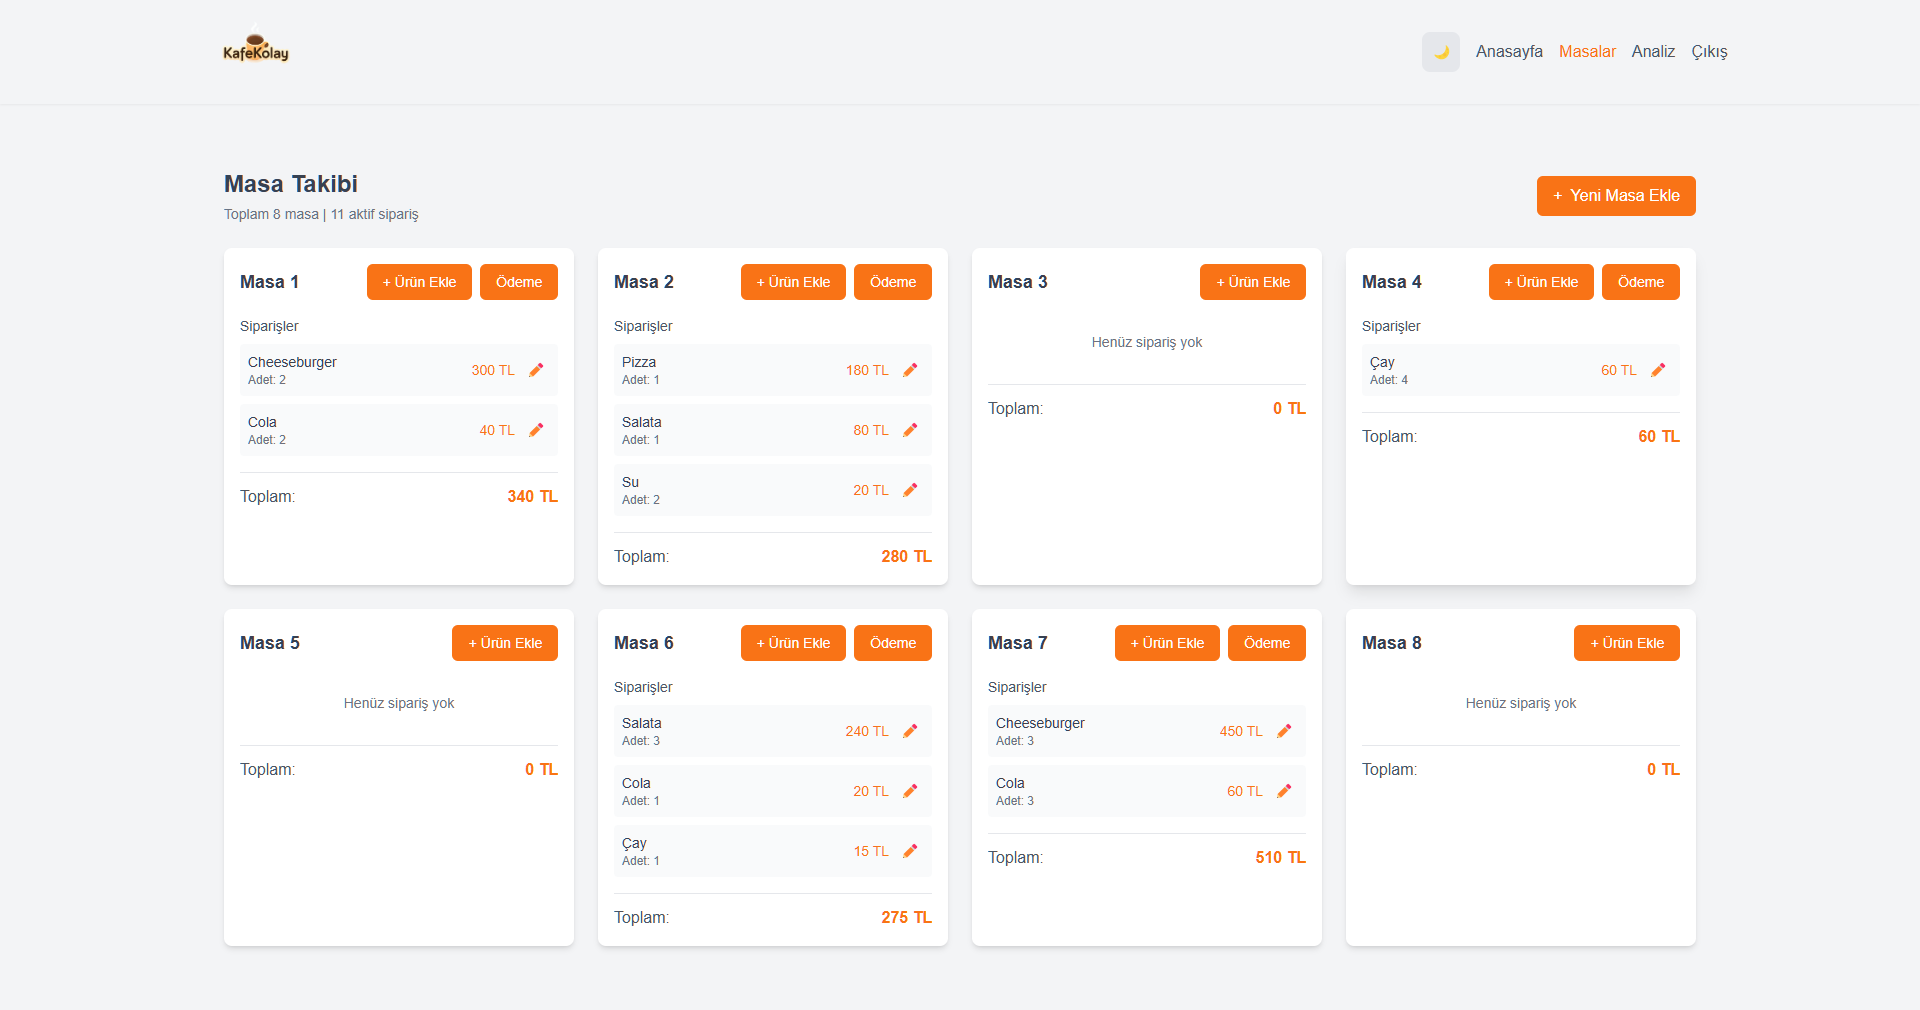 KafeKolay
Anasayfa Masalar Analiz Çıkış
Masa Takibi
Toplam 8 masa | 11 aktif sipariş
+ Yeni Masa Ekle
Masa 1 + Ürün Ekle Ödeme
Siparişler
Cheeseburger
Adet: 2
300 TL
Cola
Adet: 2
40 TL
Toplam: 340 TL
Masa 2 + Ürün Ekle Ödeme
Siparişler
Pizza
Adet: 1
180 TL
Salata
Adet: 1
80 TL
Su
Adet: 2
20 TL
Toplam: 280 TL
Masa 3 + Ürün Ekle
Henüz sipariş yok
Toplam: 0 TL
Masa 4 + Ürün Ekle Ödeme
Siparişler
Çay
Adet: 4
60 TL
Toplam: 60 TL
Masa 5 + Ürün Ekle
Henüz sipariş yok
Toplam: 0 TL
Masa 6 + Ürün Ekle Ödeme
Siparişler
Salata
Adet: 3
240 TL
Cola
Adet: 1
20 TL
Çay
Adet: 1
15 TL
Toplam: 275 TL
Masa 7 + Ürün Ekle Ödeme
Siparişler
Cheeseburger
Adet: 3
450 TL
Cola
Adet: 3
60 TL
Toplam: 510 TL
Masa 8 + Ürün Ekle
Henüz sipariş yok
Toplam: 0 TL